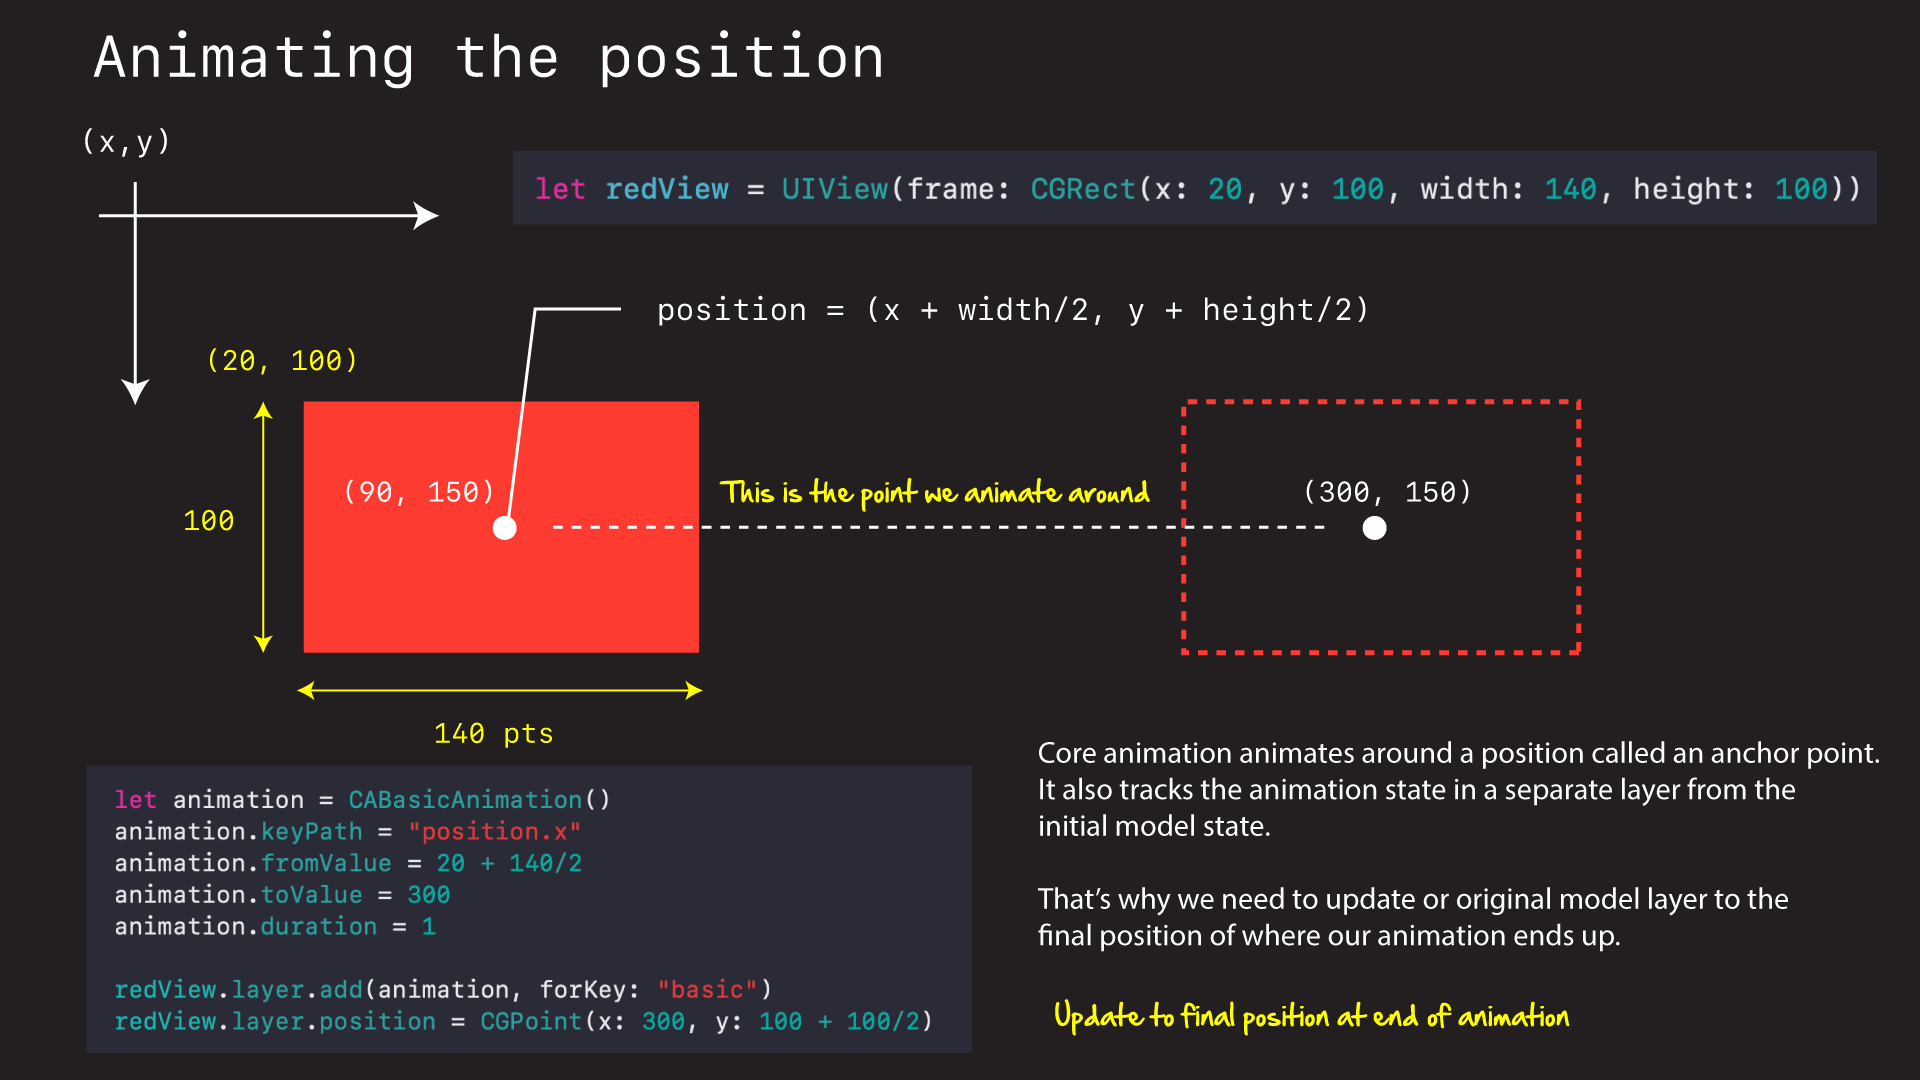 Animating the position
(x,y)
let redView = UIView(frame: CGRect(x: 20, y: 100, width: 140, height: 100))
position = (x + width/2, y + height/2)
(20, 100)
(90, 150)
This is the point we animate around
(300, 150)
100
140 pts
let animation = CABasicAnimation()
animation.keyPath = "position.x"
animation.fromValue = 20 + 140/2
animation.toValue = 300
animation.duration = 1
redView.layer.add(animation, forKey: "basic")
redView.layer.position = CGPoint(x: 300, y: 100 + 100/2)
Core animation animates around a position called an anchor point.
It also tracks the animation state in a separate layer from the
initial model state.
That’s why we need to update or original model layer to the
final position of where our animation ends up.
Update to final position at end of animation